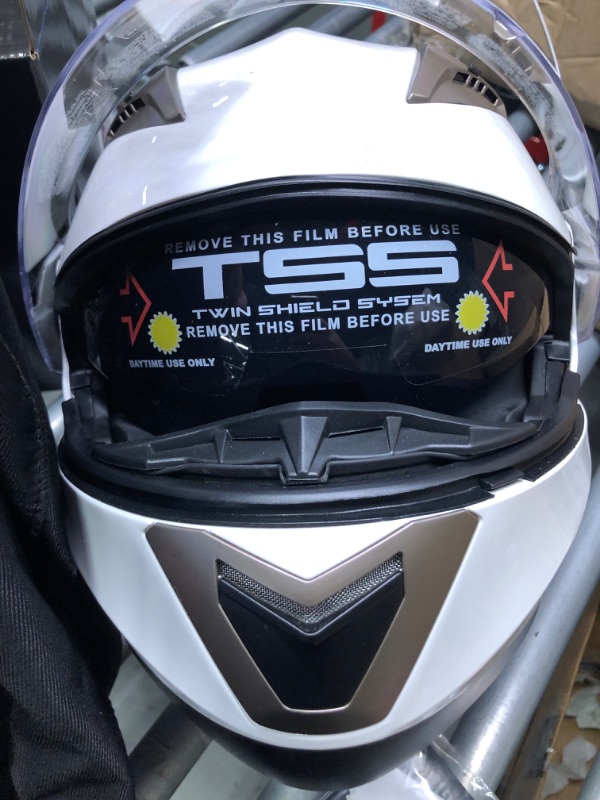 REMOVE THIS FILM BEFORE USE
TSS
TWIN SHIELD SYSEM
REMOVE THIS FILM BEFORE USE
DAYTIME USE ONLY
DAYTIME USE ONLY